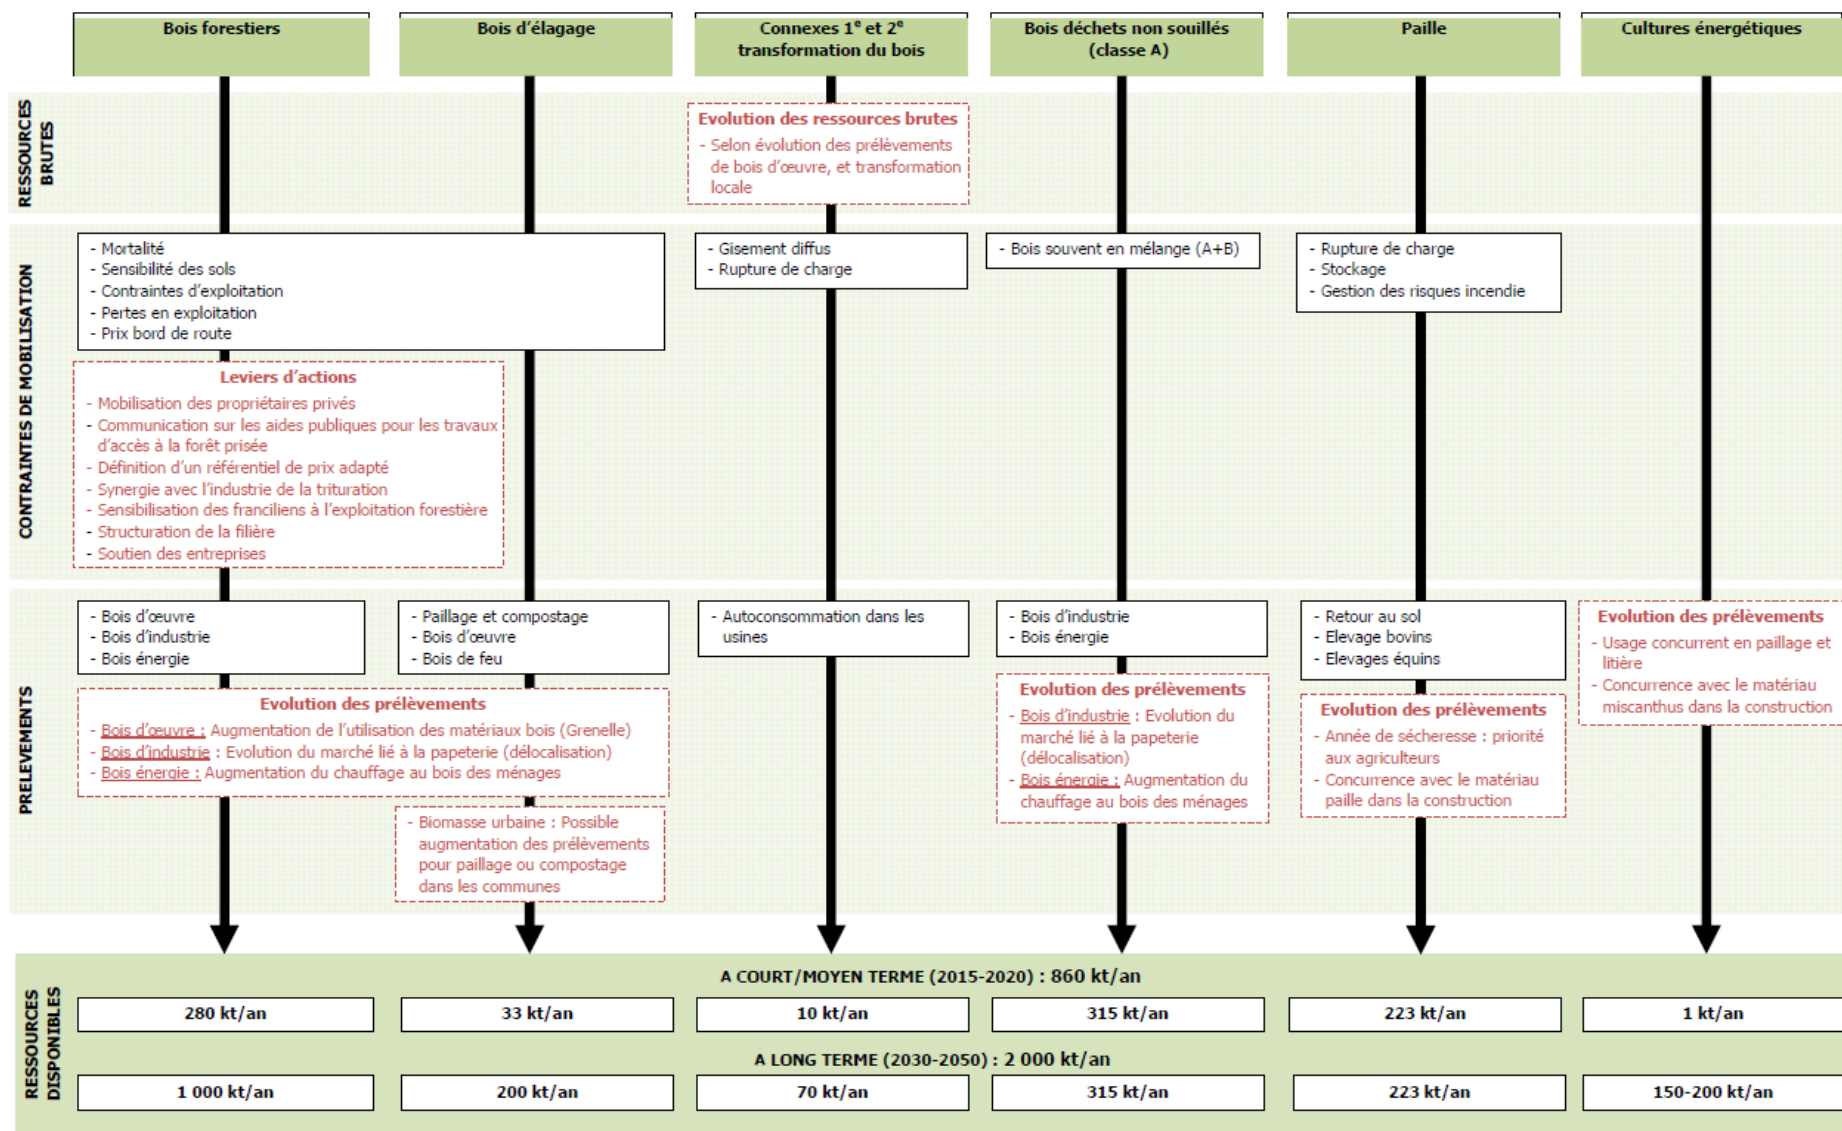 Bois forestiers
Bois d'élagage
Connexes 1e et 2e
transformation du bois
Bois déchets non souillés
(classe A)
Paille
Cultures énergétiques
RESSOURCES
BRUTES
Evolution des ressources brutes
- Selon évolution des prélèvements
de bois d'œuvre, et transformation
locale
CONTRAINTES DE MOBILISATION
- Mortalité
- Sensibilité des sols
- Contraintes d'exploitation
- Pertes en exploitation
- Prix bord de route
- Gisement diffus
- Rupture de charge
- Bois souvent en mélange (A+B)
- Rupture de charge
- Stockage
- Gestion des risques incendie
Leviers d'actions
- Mobilisation des propriétaires privés
- Communication sur les aides publiques pour les travaux
d'accès à la forêt prisée
- Définition d'un référentiel de prix adapté
- Synergie avec l'industrie de la trituration
- Sensibilisation des franciliens à l'exploitation forestière
- Structuration de la filière
- Soutien des entreprises
PRELEVEMENTS
- Bois d'œuvre
- Bois d'industrie
- Bois énergie
- Paillage et compostage
- Bois d'œuvre
- Bois de feu
- Autoconsommation dans les
usines
- Bois d'industrie
- Bois énergie
- Retour au sol
- Elevage bovins
- Elevages équins
Evolution des prélèvements
- Usage concurrent en paillage et
litière
- Concurrence avec le matériau
miscanthus dans la construction
Evolution des prélèvements
- Bois d'œuvre : Augmentation de l'utilisation des matériaux bois (Grenelle)
- Bois d'industrie : Evolution du marché lié à la papeterie (délocalisation)
- Bois énergie : Augmentation du chauffage au bois des ménages
Evolution des prélèvements
- Bois d'industrie : Evolution du
marché lié à la papeterie
(délocalisation)
- Bois énergie : Augmentation du
chauffage au bois des ménages
Evolution des prélèvements
- Année de sécheresse : priorité
aux agriculteurs
- Concurrence avec le matériau
paille dans la construction
- Biomasse urbaine : Possible
augmentation des prélèvements
pour paillage ou compostage
dans les communes
RESSOURCES
DISPONIBLES
A COURT/MOYEN TERME (2015-2020) : 860 kt/an
280 kt/an
33 kt/an
10 kt/an
315 kt/an
223 kt/an
1 kt/an
A LONG TERME (2030-2050) : 2 000 kt/an
1 000 kt/an
200 kt/an
70 kt/an
315 kt/an
223 kt/an
150-200 kt/an